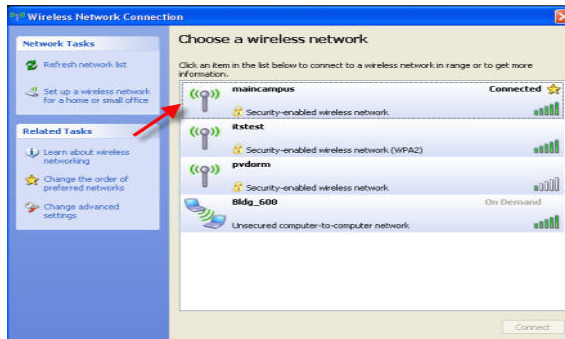 Wireless Network Connection
Network Tasks
Refresh network list
Set up a wireless network
for a home or small office
Related Tasks
Learn about wireless
networking
Change the order of
preferred networks
Change advanced
settings
Choose a wireless network
Click an item in the list below to connect to a wireless network in range or to get more
information.
maincampus Connected
Security-enabled wireless network
itstest
Security-enabled wireless network (WPA2)
pvdorm
Security-enabled wireless network
Bldg_600 On Demand
Unsecured computer-to-computer network
Connect